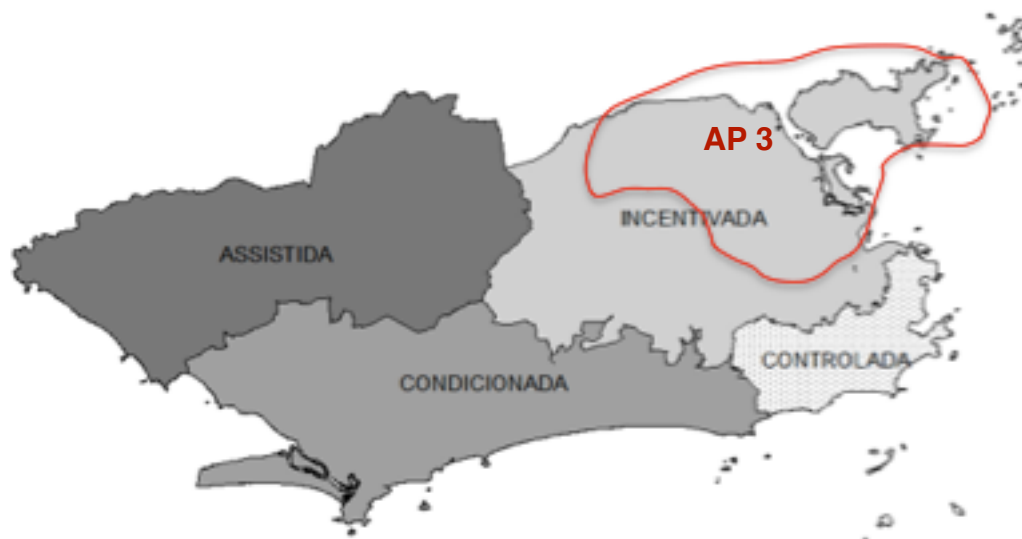 AP 3
INCENTIVADA
ASSISTIDA
CONTROLADA
CONDICIONADA